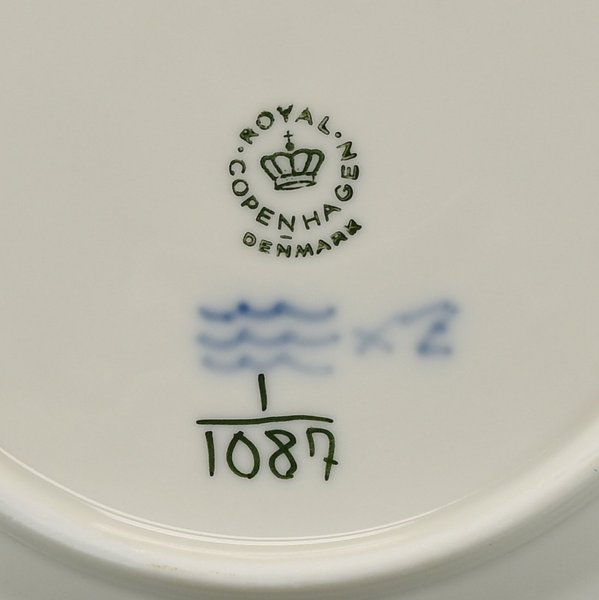 ·ROYAL·
COPENHAGEN
DENMARK
1
1087